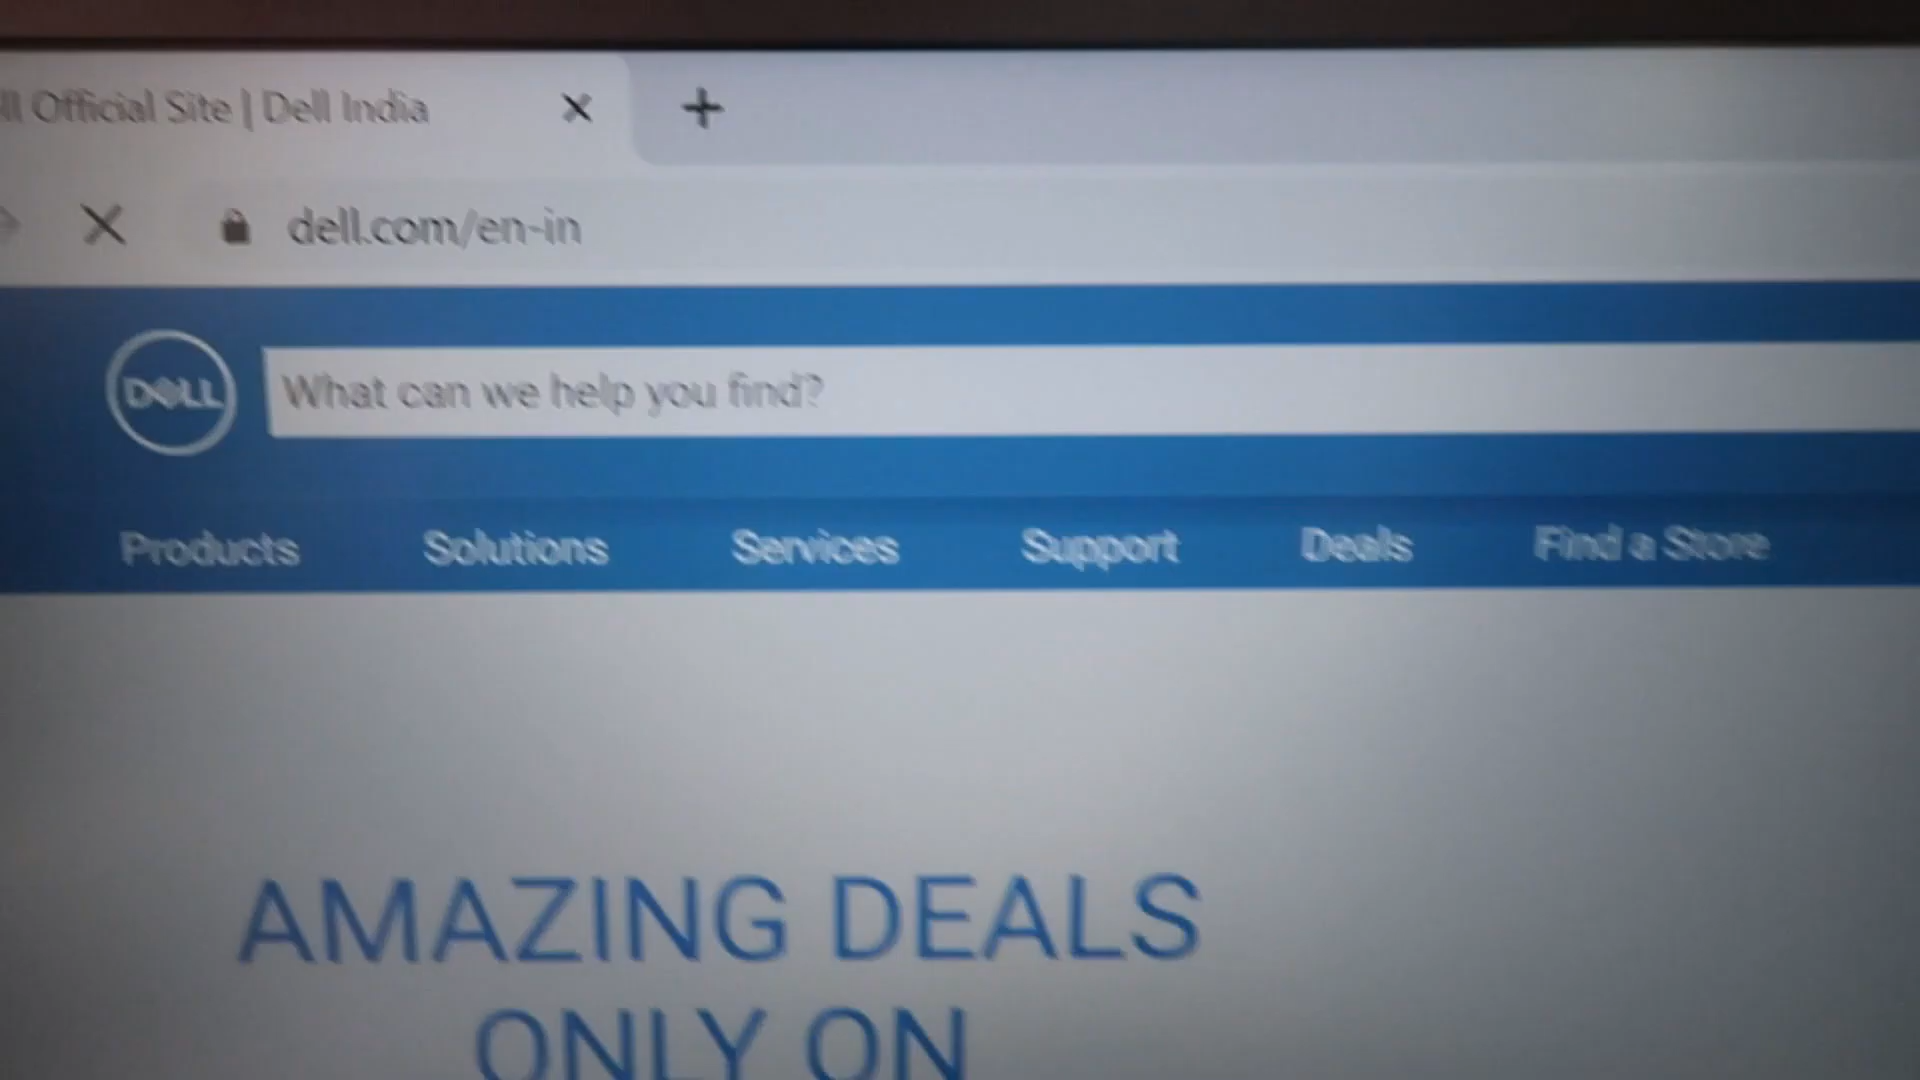 ll Official Site | Dell India
dell.com/en-in
DELL
What can we help you find?
Products Solutions Services Support Deals Find a Store
AMAZING DEALS
ONLY ON